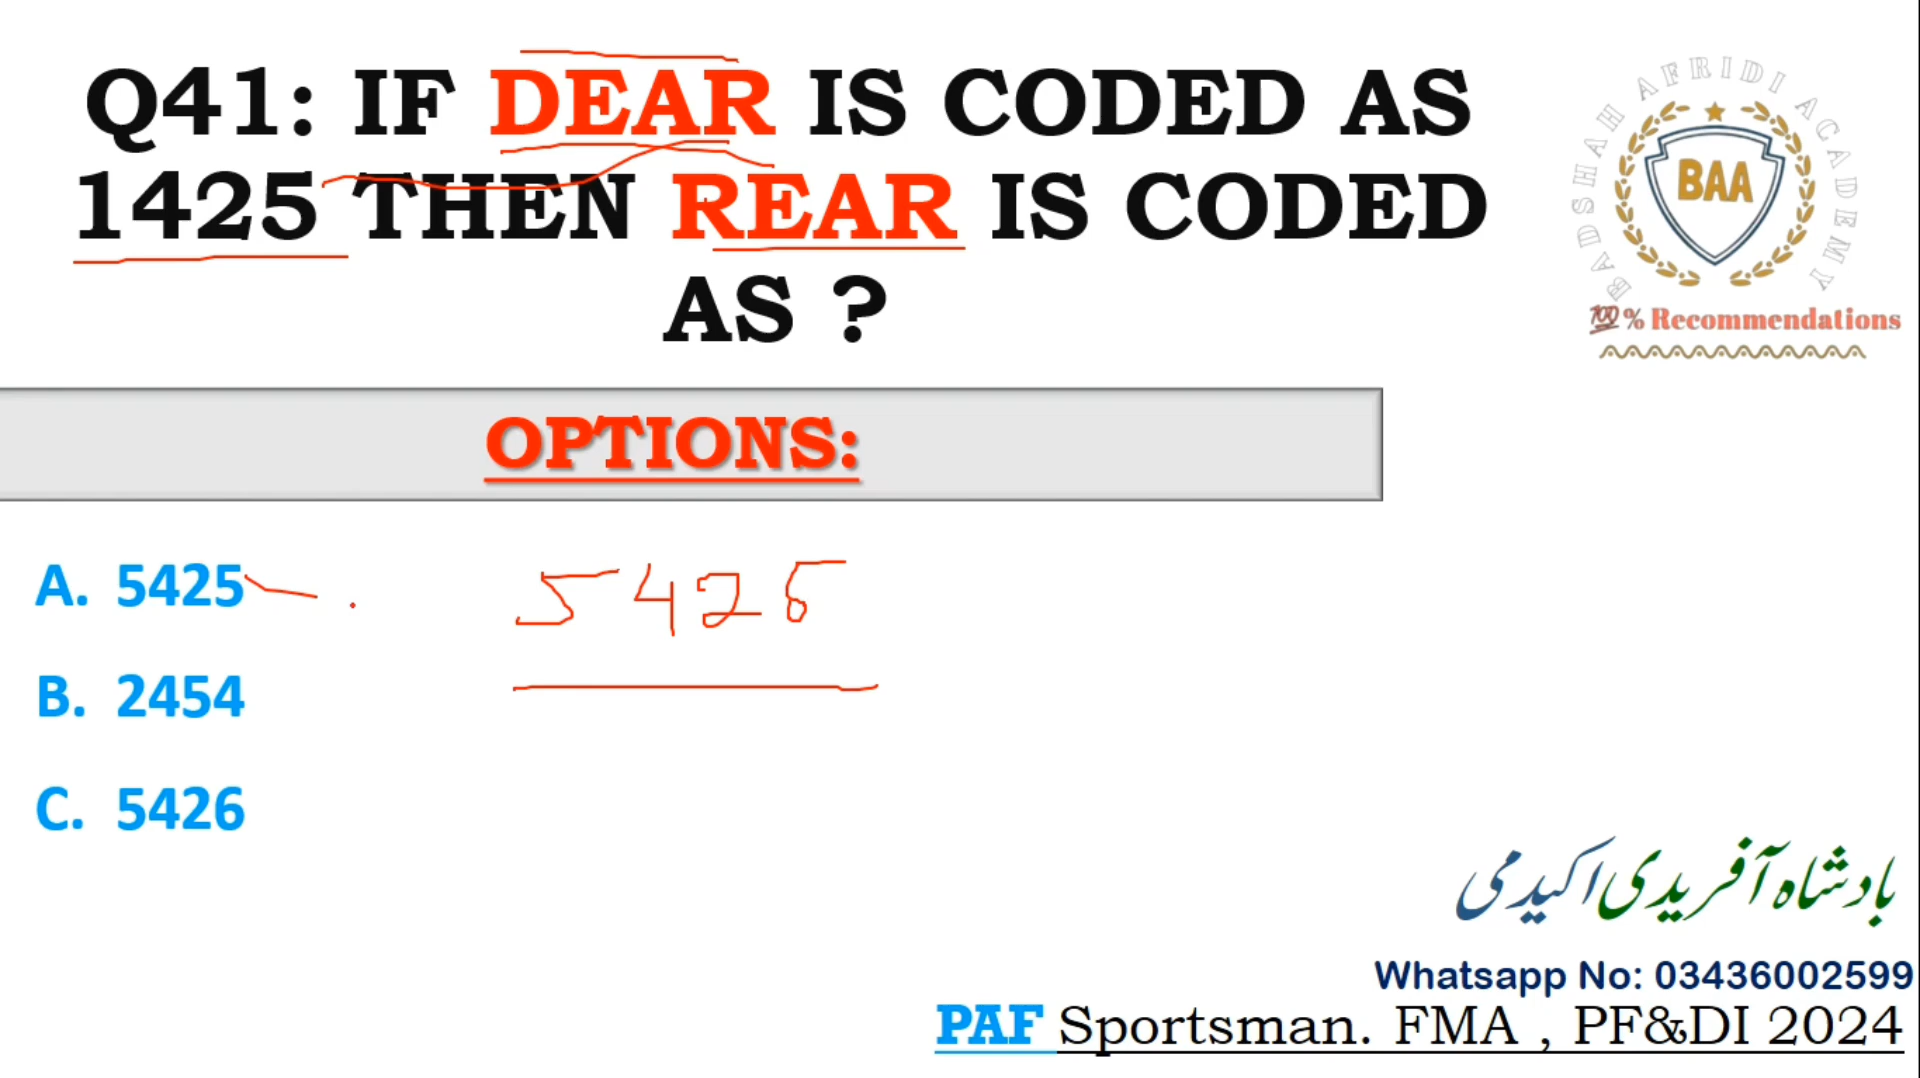 Q41: IF DEAR IS CODED AS
1425 THEN REAR IS CODED
AS ?
BADSHAH AFRIDI ACADEMY
BAA
💯% Recommendations
OPTIONS:
A. 5425
5425
B. 2454
C. 5426
بادشاہ آفریدی اکیڈمی
Whatsapp No: 03436002599
PAF Sportsman. FMA , PF&DI 2024